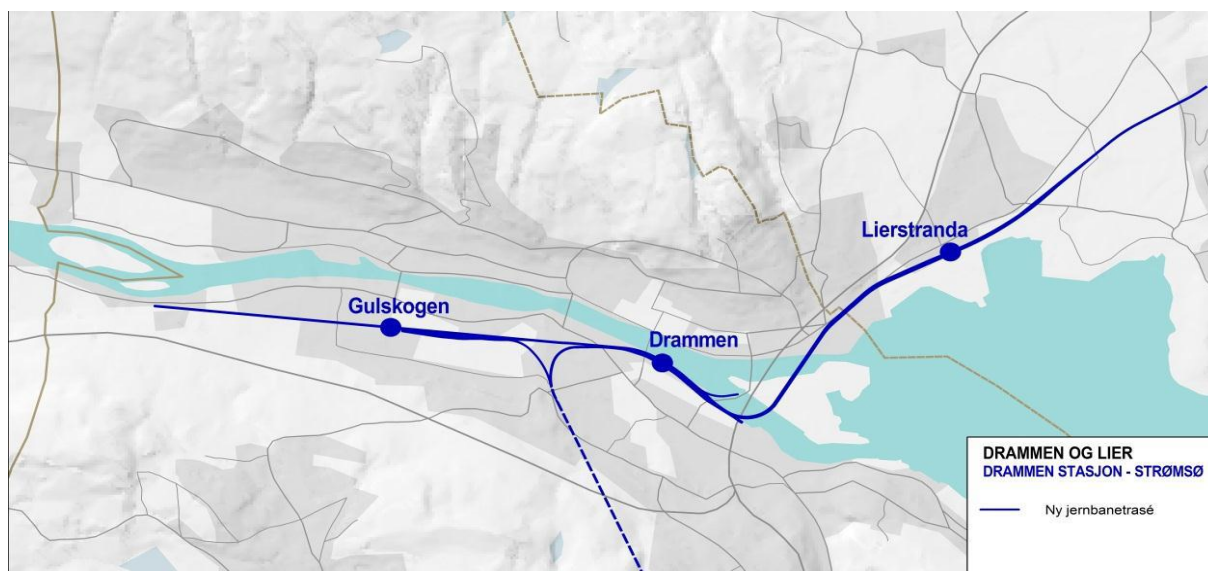 Lierstranda
Gulskogen
Drammen
DRAMMEN OG LIER
DRAMMEN STASJON - STRØMSØ
Ny jernbanetrasé